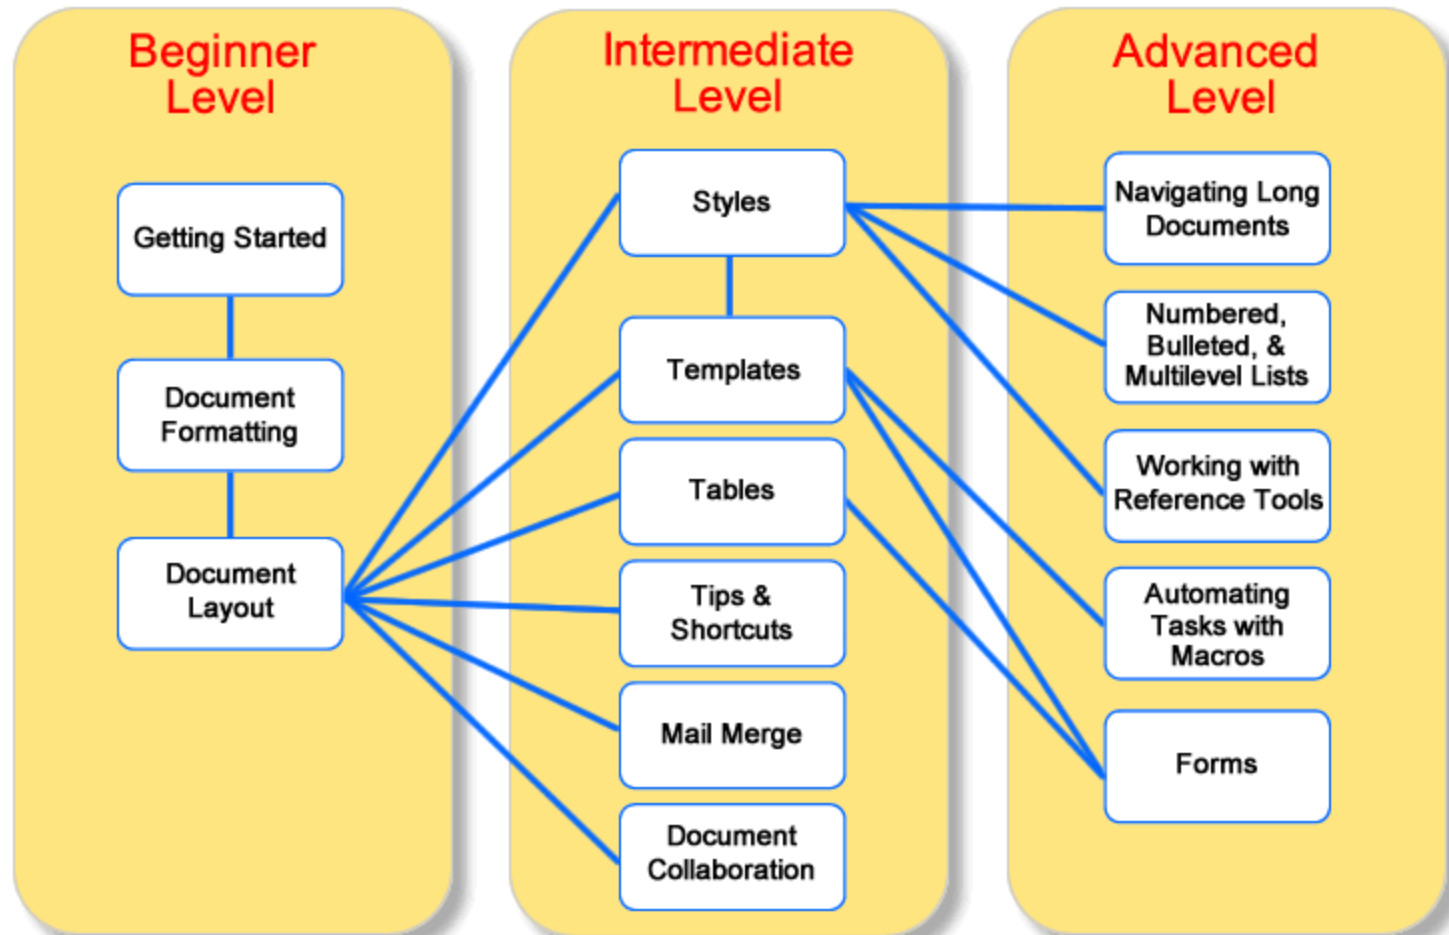 Beginner
Level
Getting Started
Document
Formatting
Document
Layout
Intermediate
Level
Styles
Templates
Tables
Tips &
Shortcuts
Mail Merge
Document
Collaboration
Advanced
Level
Navigating Long
Documents
Numbered,
Bulleted, &
Multilevel Lists
Working with
Reference Tools
Automating
Tasks with
Macros
Forms